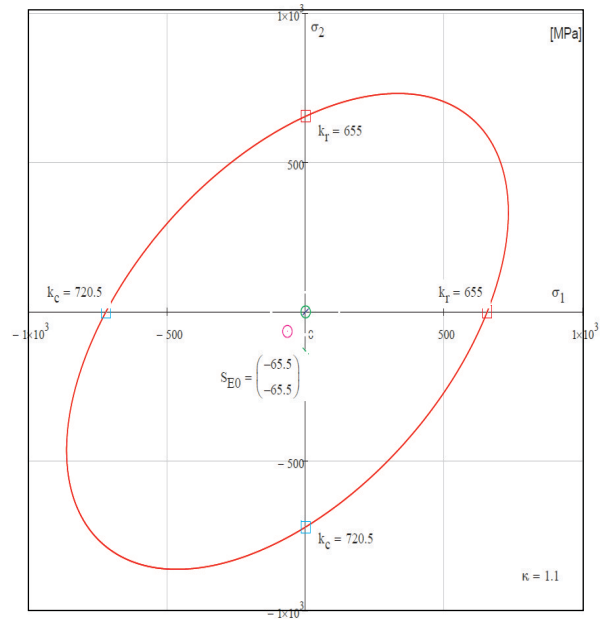 1×10³
σ₂
[MPa]
k_r = 655
500
k_c = 720.5
k_r = 655
σ₁
−1×10³
−500
0
500
1×10³
S_E0 = (−65.5
−65.5)
−500
k_c = 720.5
κ = 1.1
−1×10³